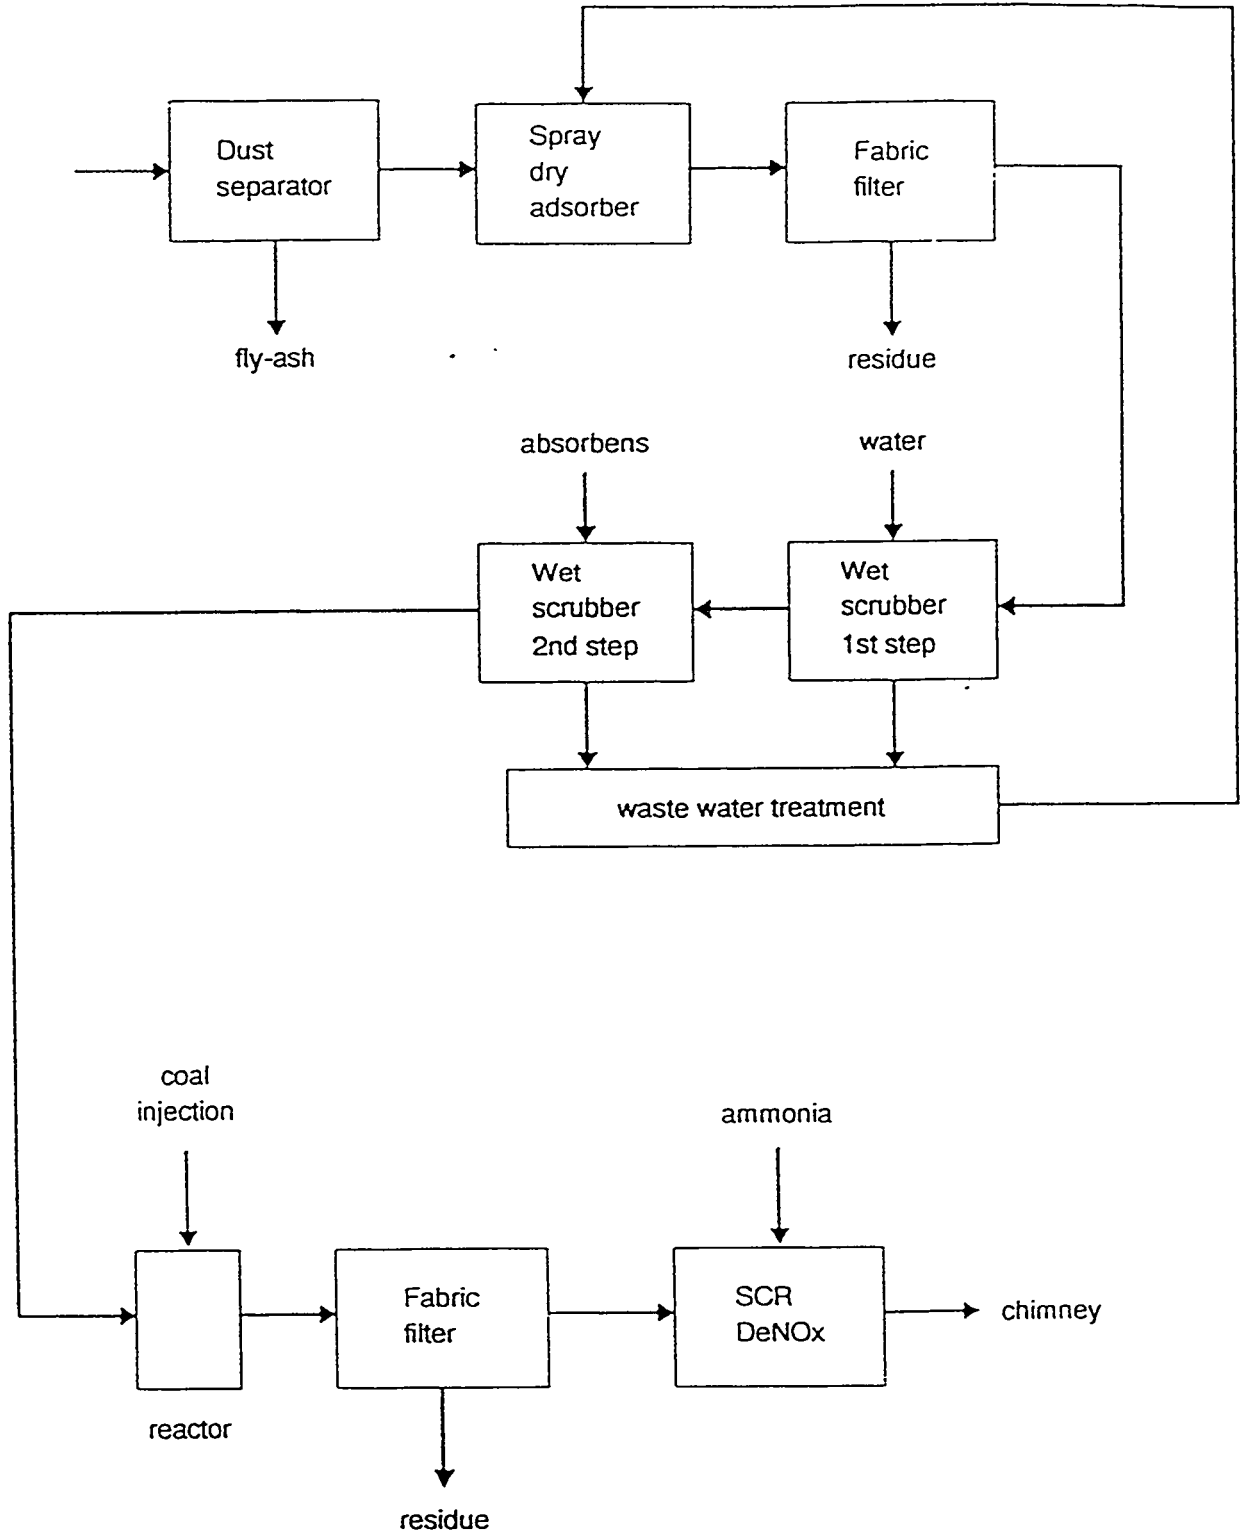 Dust
separator
Spray
dry
adsorber
Fabric
filter
fly-ash
residue
absorbens
water
Wet
scrubber
2nd step
Wet
scrubber
1st step
waste water treatment
coal
injection
ammonia
Fabric
filter
SCR
DeNOx
chimney
reactor
residue